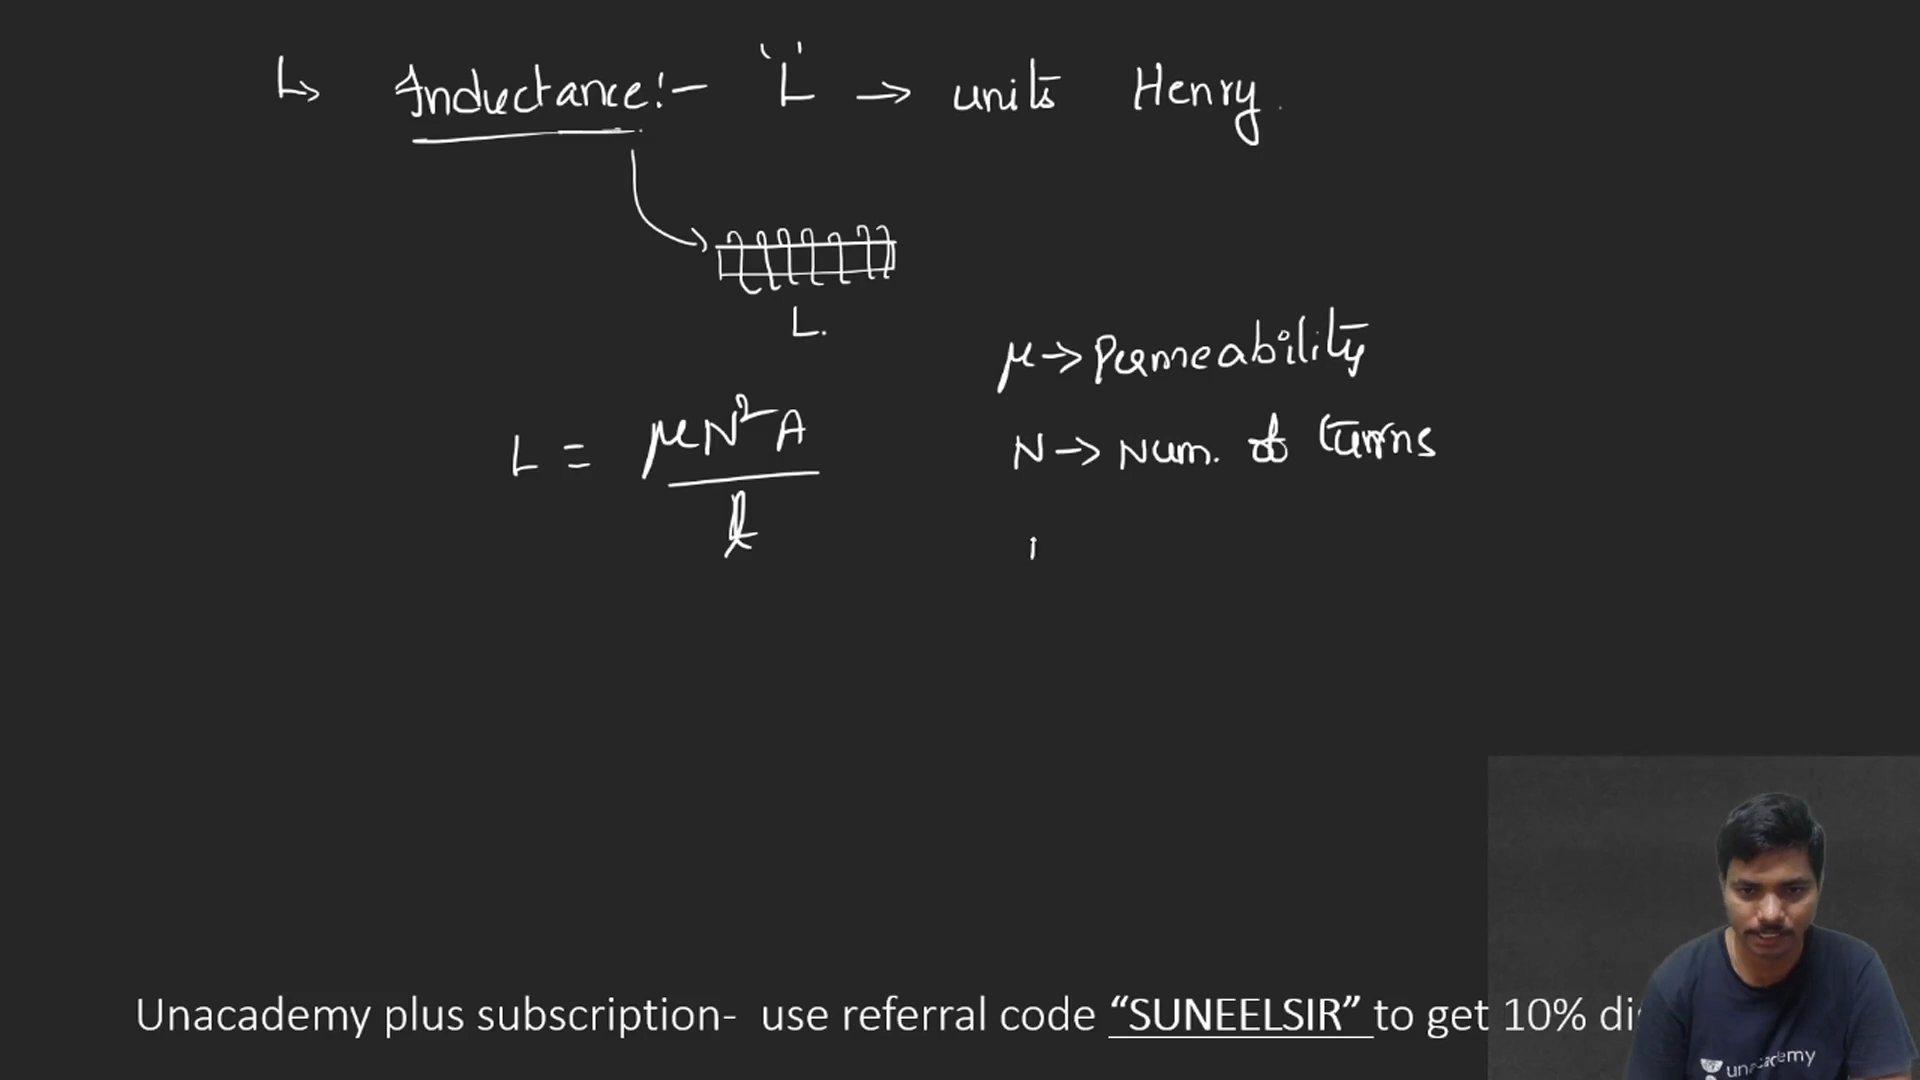 ↳ Inductance:- 'L' → units Henry.
L.
μ → Permeability
L = μN²A / l
N → Num. of turns
Unacademy plus subscription- use referral code “SUNEELSIR” to get 10% di
unacademy